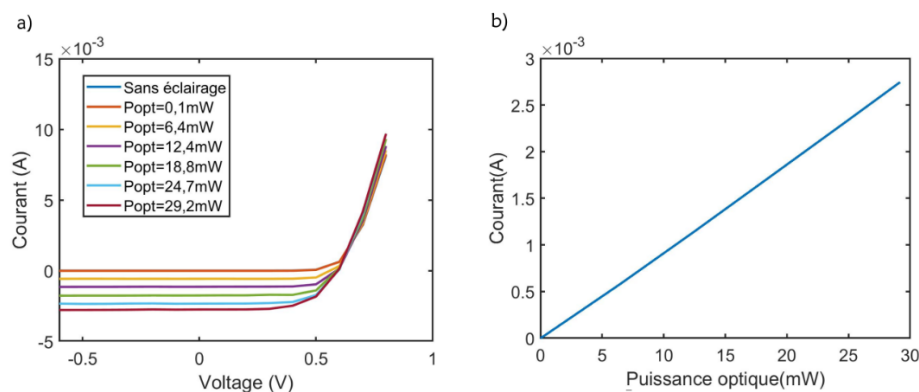 a)
×10⁻³
15
10
5
0
-5
Courant (A)
Sans éclairage
Popt=0,1mW
Popt=6,4mW
Popt=12,4mW
Popt=18,8mW
Popt=24,7mW
Popt=29,2mW
-0.5
0
0.5
1
Voltage (V)
b)
×10⁻³
3
2.5
2
1.5
1
0.5
0
Courant(A)
0
5
10
15
20
25
30
Puissance optique(mW)